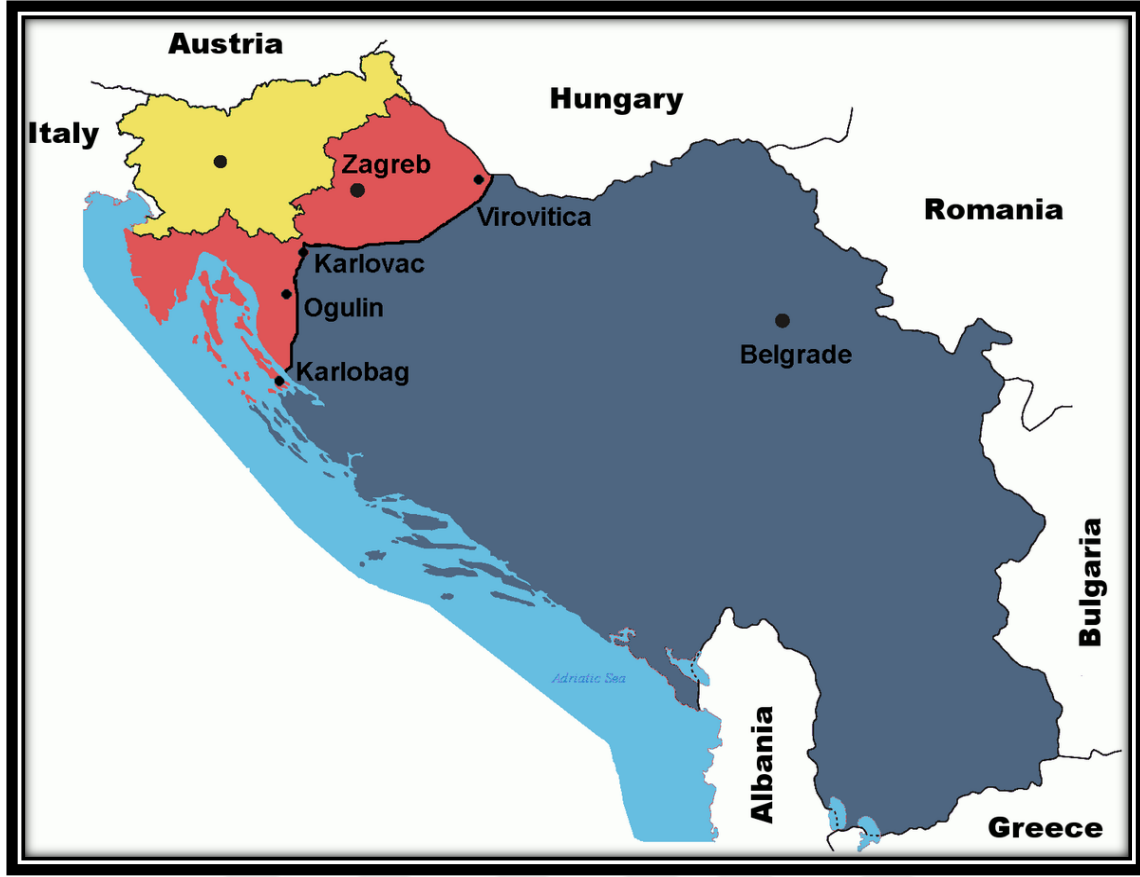 Austria
Hungary
Italy
Zagreb
Romania
Virovitica
Karlovac
Ogulin
Belgrade
Karlobag
Bulgaria
Adriatic Sea
Albania
Greece